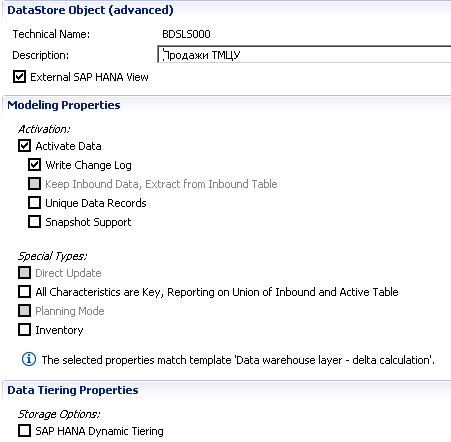 DataStore Object (advanced)
Technical Name: BDSLS000
Description: Продажи ТМЦУ
External SAP HANA View
Modeling Properties
Activation:
Activate Data
Write Change Log
Keep Inbound Data, Extract from Inbound Table
Unique Data Records
Snapshot Support
Special Types:
Direct Update
All Characteristics are Key, Reporting on Union of Inbound and Active Table
Planning Mode
Inventory
The selected properties match template 'Data warehouse layer - delta calculation'.
Data Tiering Properties
Storage Options:
SAP HANA Dynamic Tiering